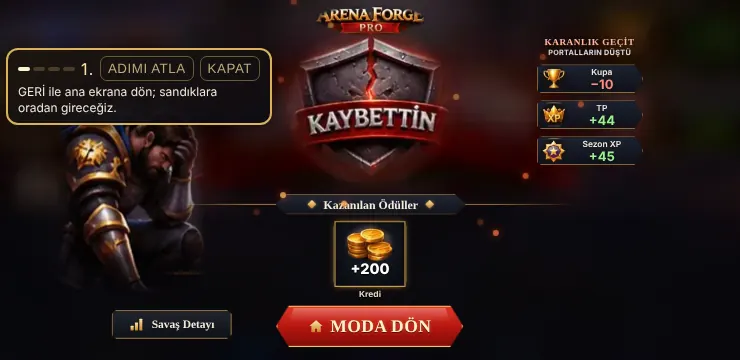 ARENA FORGE
PRO
1. ADIMI ATLA KAPAT
GERİ ile ana ekrana dön; sandıklara
oradan gireceğiz.
KAYBETTİN
KARANLIK GEÇİT
PORTALLARIN DÜŞTÜ
Kupa
−10
XP
TP
+44
Sezon XP
+45
Kazanılan Ödüller
+200
Kredi
Savaş Detayı
MODA DÖN